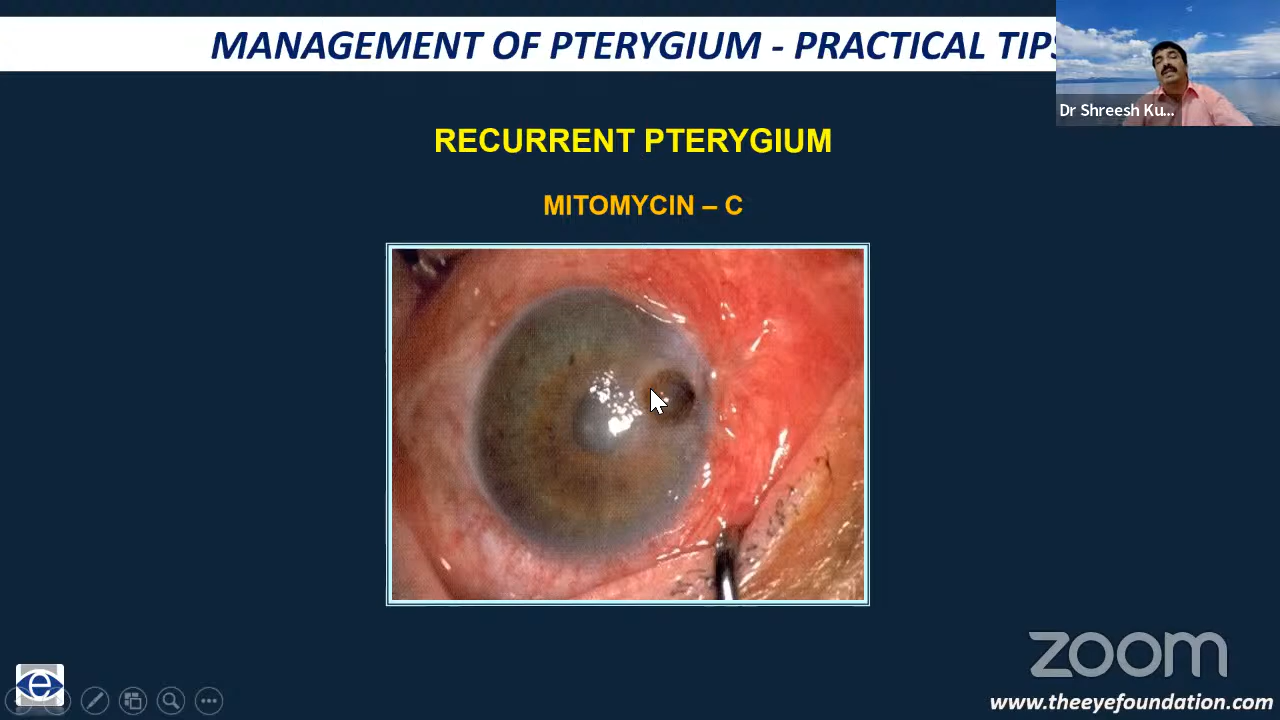 MANAGEMENT OF PTERYGIUM - PRACTICAL TIPS
Dr Shreesh Ku...
RECURRENT PTERYGIUM
MITOMYCIN – C
zoom
e
www.theeyefoundation.com